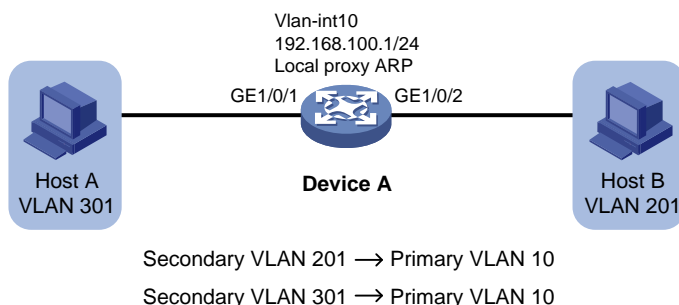 Vlan-int10
192.168.100.1/24
Local proxy ARP
GE1/0/1
GE1/0/2
Host A
VLAN 301
Device A
Host B
VLAN 201
Secondary VLAN 201 → Primary VLAN 10
Secondary VLAN 301 → Primary VLAN 10